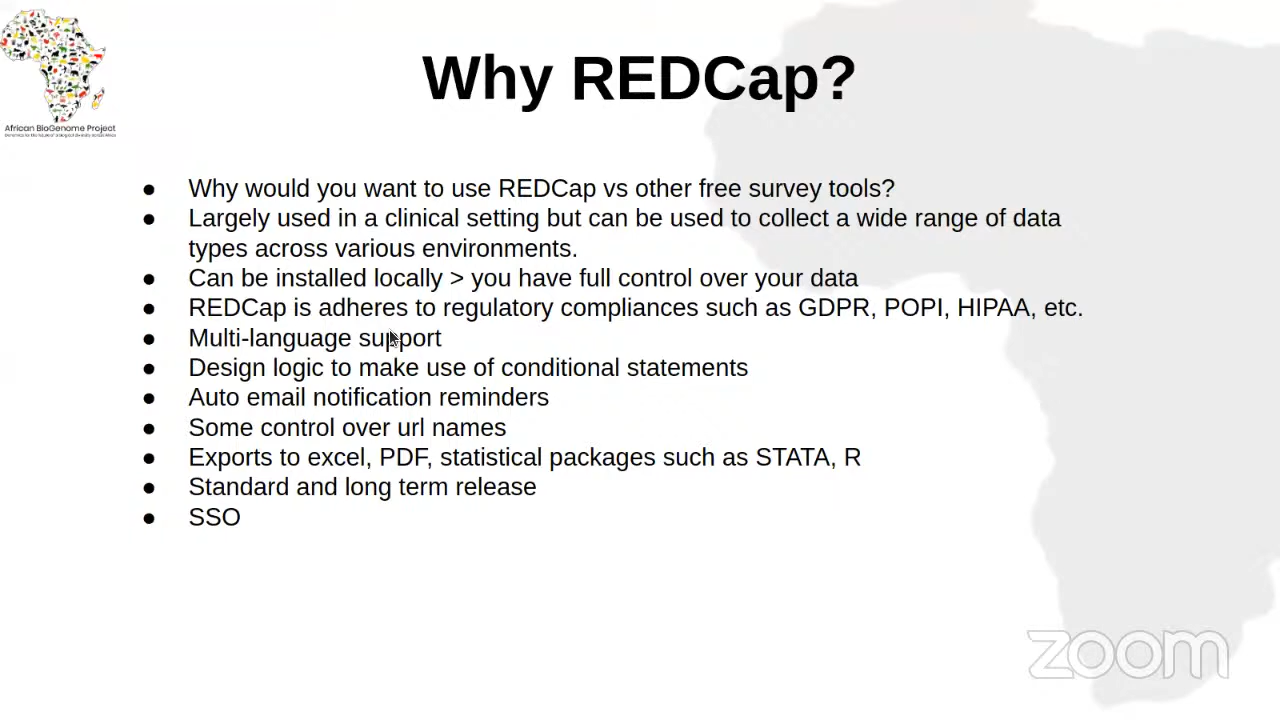 African BioGenome Project
Why REDCap?
● Why would you want to use REDCap vs other free survey tools?
● Largely used in a clinical setting but can be used to collect a wide range of data
types across various environments.
● Can be installed locally > you have full control over your data
● REDCap is adheres to regulatory compliances such as GDPR, POPI, HIPAA, etc.
● Multi-language support
● Design logic to make use of conditional statements
● Auto email notification reminders
● Some control over url names
● Exports to excel, PDF, statistical packages such as STATA, R
● Standard and long term release
● SSO
zoom